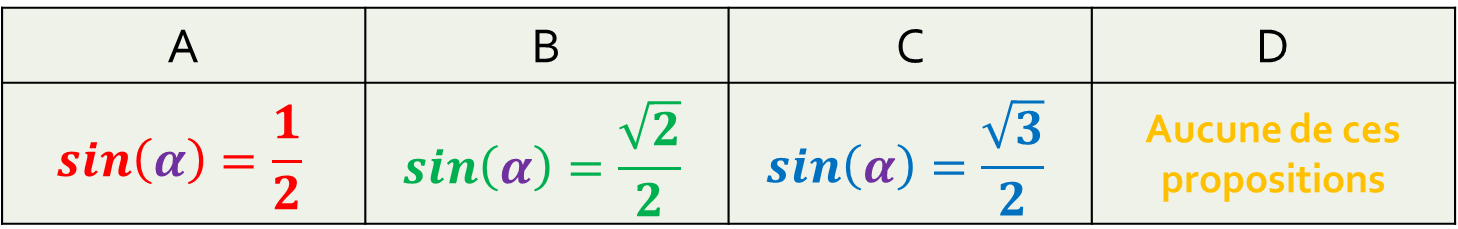 A B C D
sin(α) = 1/2 sin(α) = √2/2 sin(α) = √3/2 Aucune de ces
propositions